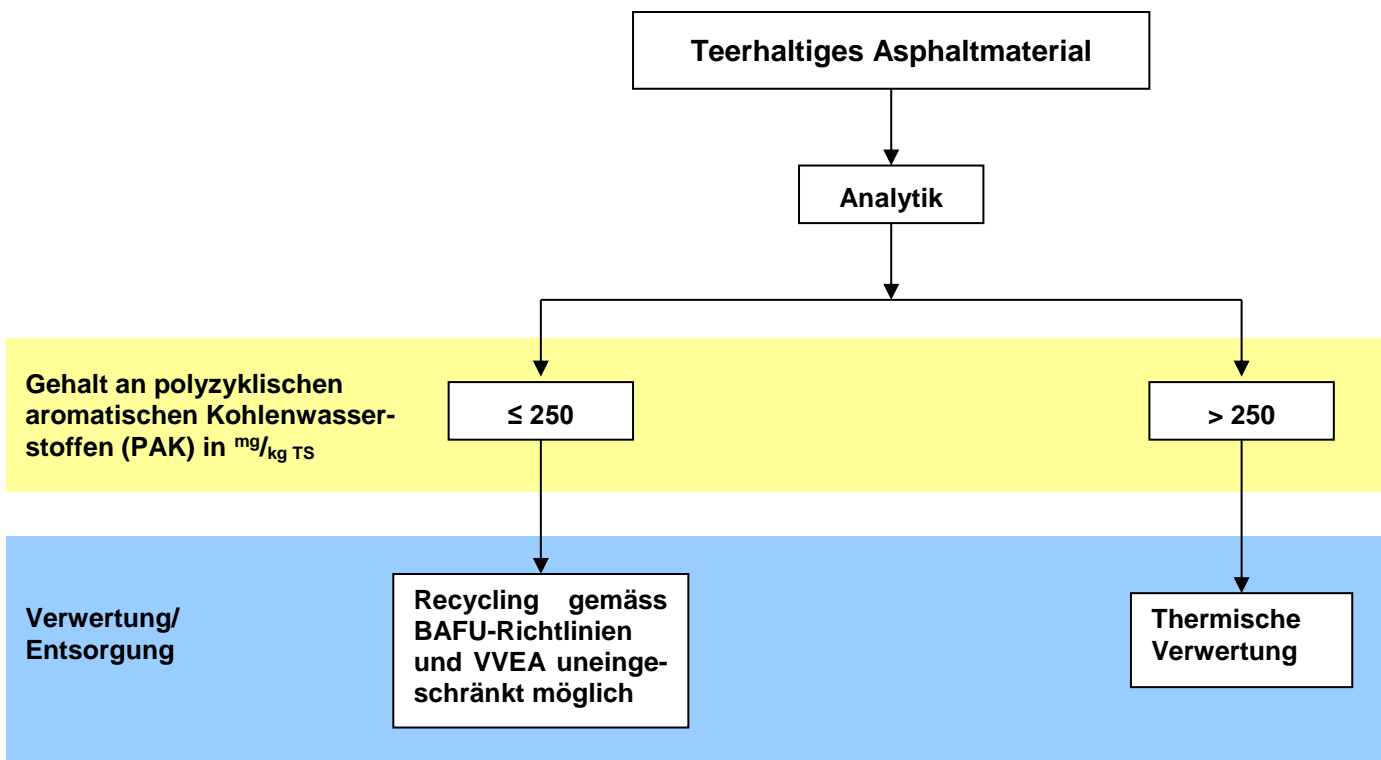 Teerhaltiges Asphaltmaterial
Analytik
Gehalt an polyzyklischen
aromatischen Kohlenwasser-
stoffen (PAK) in mg/kg TS
≤ 250
> 250
Verwertung/
Entsorgung
Recycling gemäss
BAFU-Richtlinien
und VVEA uneinge-
schränkt möglich
Thermische
Verwertung